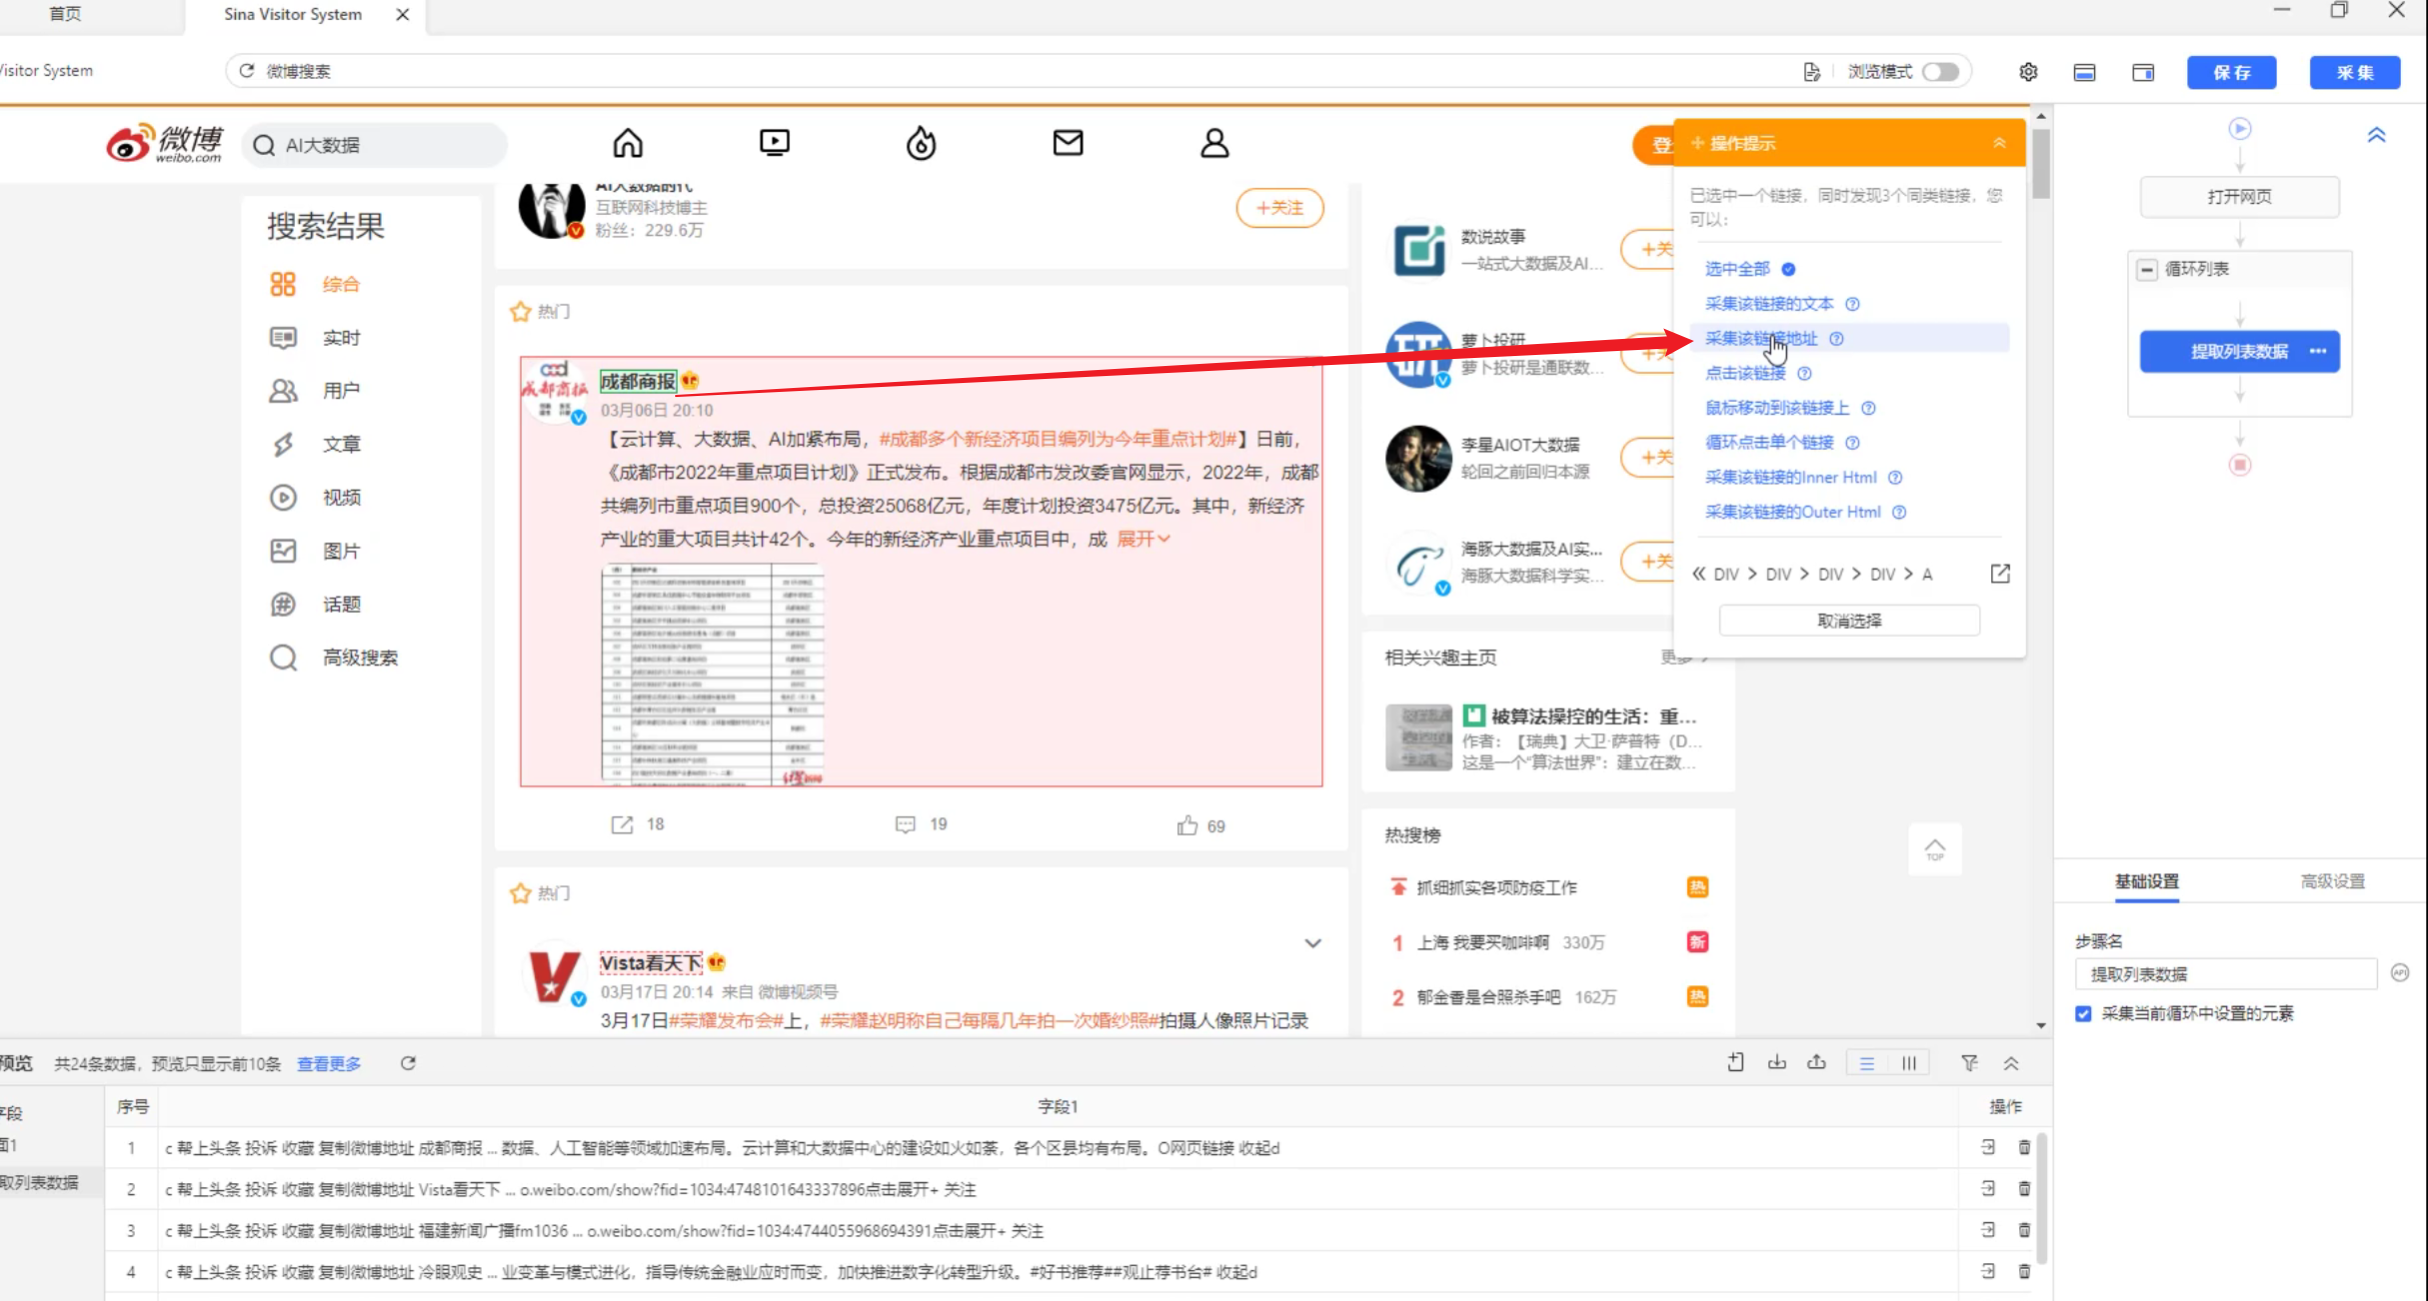 首页
Sina Visitor System
Visitor System
微博搜索
浏览模式
保存
采集
微博
weibo.com
AI大数据
登
搜索结果
综合
实时
用户
文章
视频
图片
话题
高级搜索
AI大数据时代
互联网科技博主
粉丝：229.6万
+关注
热门
成都商报
03月06日 20:10
【云计算、大数据、AI加紧布局，#成都多个新经济项目编列为今年重点计划#】日前，
《成都市2022年重点项目计划》正式发布。根据成都市发改委官网显示，2022年，成都
共编列市重点项目900个，总投资25068亿元，年度计划投资3475亿元。其中，新经济
产业的重大项目共计42个。今年的新经济产业重点项目中，成 展开
18
19
69
热门
Vista看天下
03月17日 20:14 来自 微博视频号
3月17日#荣耀发布会#上，#荣耀赵明称自己每隔几年拍一次婚纱照#拍摄人像照片记录
数说故事
一站式大数据及AI...
+关
萝卜投研
萝卜投研是通联数...
+关
李星AIOT大数据
轮回之前回归本源
+关
海豚大数据及AI实...
海豚大数据科学实...
+关
相关兴趣主页
更多
被算法操控的生活：重...
作者：【瑞典】大卫·萨普特（D...
这是一个“算法世界”：建立在数...
热搜榜
抓细抓实各项防疫工作
热
1 上海 我要买咖啡啊 330万
新
2 郁金香是合照杀手吧 162万
热
TOP
操作提示
已选中一个链接，同时发现3个同类链接，您
可以：
选中全部
采集该链接的文本
采集该链接地址
点击该链接
鼠标移动到该链接上
循环点击单个链接
采集该链接的Inner Html
采集该链接的Outer Html
« DIV > DIV > DIV > DIV > A
取消选择
打开网页
循环列表
提取列表数据
基础设置
高级设置
步骤名
提取列表数据
API
采集当前循环中设置的元素
预览 共24条数据，预览只显示前10条 查看更多
字段
面1
取列表数据
序号 字段1 操作
1 c 帮上头条 投诉 收藏 复制微博地址 成都商报 ... 数据、人工智能等领域加速布局。云计算和大数据中心的建设如火如荼，各个区县均有布局。O网页链接 收起d
2 c 帮上头条 投诉 收藏 复制微博地址 Vista看天下 ... o.weibo.com/show?fid=1034:4748101643337896点击展开+ 关注
3 c 帮上头条 投诉 收藏 复制微博地址 福建新闻广播fm1036 ... o.weibo.com/show?fid=1034:4744055968694391点击展开+ 关注
4 c 帮上头条 投诉 收藏 复制微博地址 冷眼观史 ... 业变革与模式进化，指导传统金融业应时而变，加快推进数字化转型升级。#好书推荐##观止荐书台# 收起d